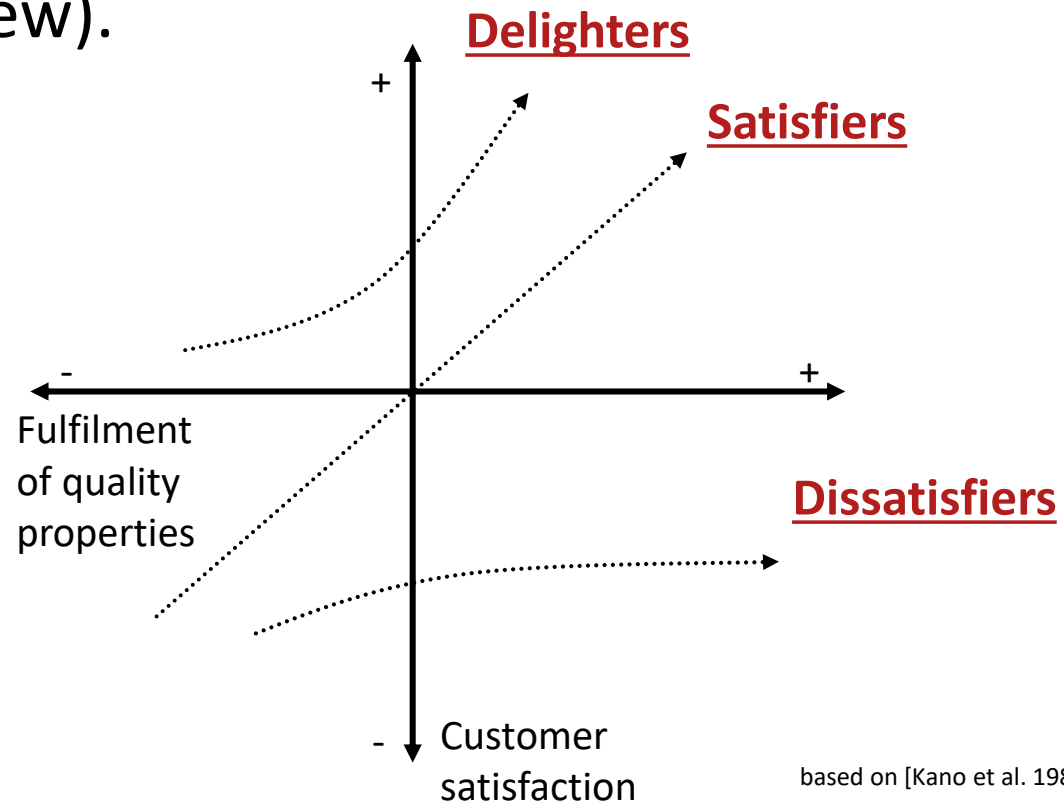 ew).
Delighters
+
Satisfiers
-
+
Fulfilment
of quality
properties
Dissatisfiers
-
Customer
satisfaction
based on [Kano et al. 198